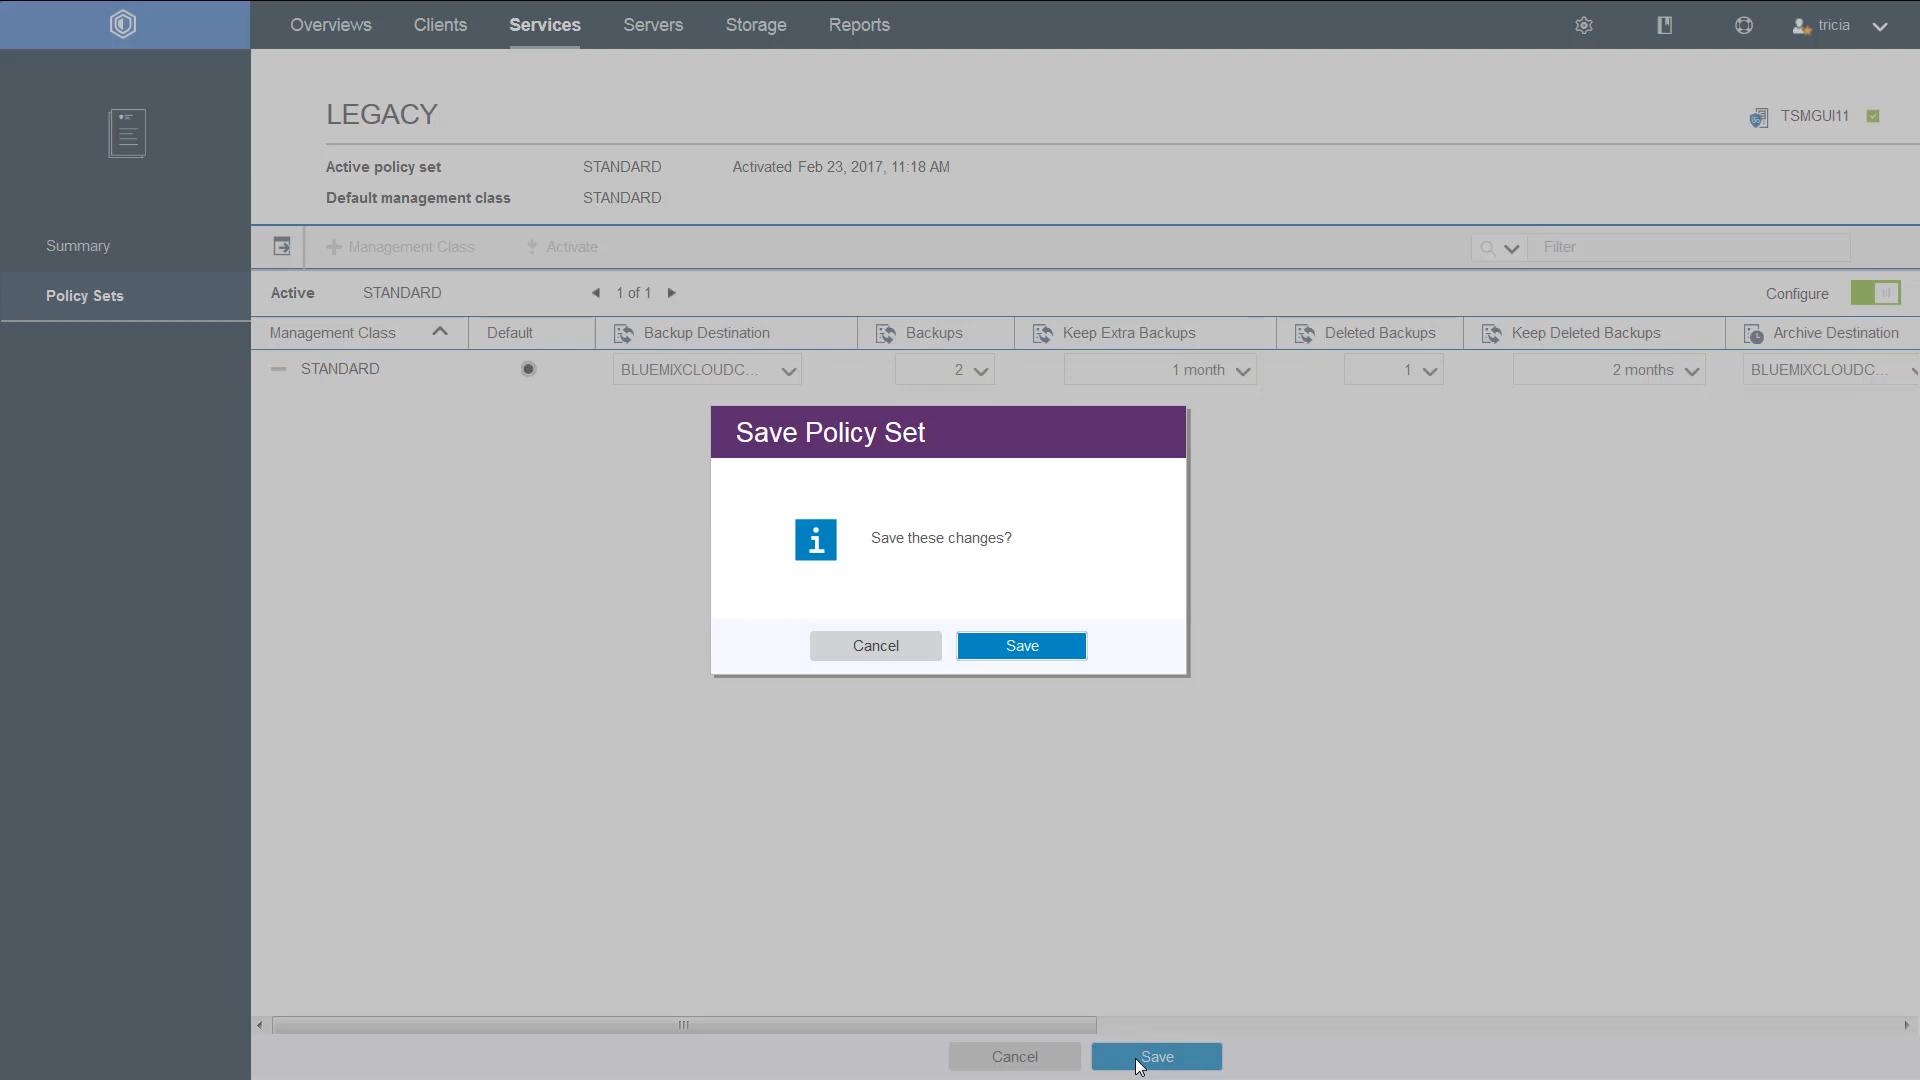 Overviews Clients Services Servers Storage Reports tricia
LEGACY
TSMGUI11
Active policy set STANDARD Activated Feb 23, 2017, 11:18 AM
Default management class STANDARD
Summary
Policy Sets
Management Class Activate Filter
Active STANDARD 1 of 1 Configure
Management Class Default Backup Destination Backups Keep Extra Backups Deleted Backups Keep Deleted Backups Archive Destination
STANDARD BLUEMIXCLOUDC... 2 1 month 1 2 months BLUEMIXCLOUDC...
Save Policy Set
Save these changes?
Cancel Save
Cancel Save